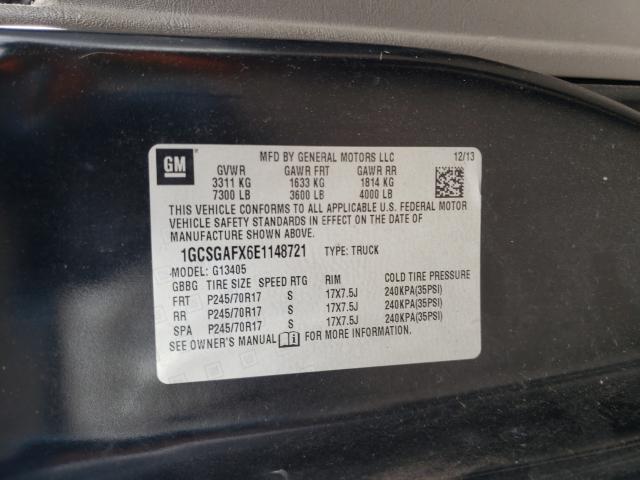 GM
MFD BY GENERAL MOTORS LLC 12/13
GVWR GAWR FRT GAWR RR
3311 KG 1633 KG 1814 KG
7300 LB 3600 LB 4000 LB
THIS VEHICLE CONFORMS TO ALL APPLICABLE U.S. FEDERAL MOTOR
VEHICLE SAFETY STANDARDS IN EFFECT ON THE DATE OF
MANUFACTURE SHOWN ABOVE.
1GCSGAFX6E1148721 TYPE: TRUCK
MODEL: G13405
GBBG TIRE SIZE SPEED RTG RIM COLD TIRE PRESSURE
FRT P245/70R17 S 17X7.5J 240KPA(35PSI)
RR P245/70R17 S 17X7.5J 240KPA(35PSI)
SPA P245/70R17 S 17X7.5J 240KPA(35PSI)
SEE OWNER'S MANUAL FOR MORE INFORMATION.